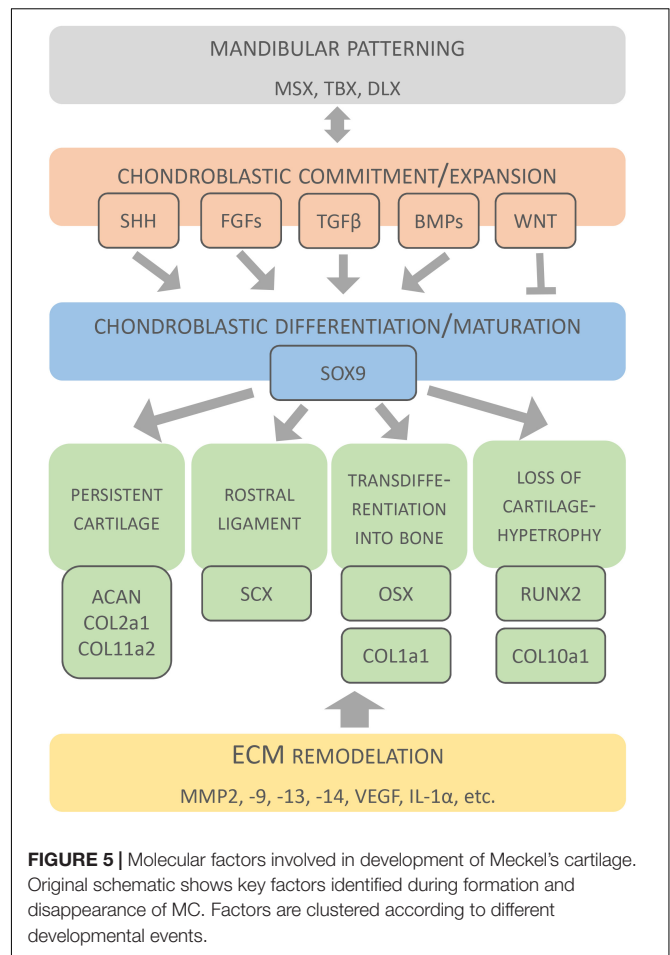 MANDIBULAR PATTERNING
MSX, TBX, DLX
CHONDROBLASTIC COMMITMENT/EXPANSION
SHH
FGFs
TGFβ
BMPs
WNT
CHONDROBLASTIC DIFFERENTIATION/MATURATION
SOX9
PERSISTENT
CARTILAGE
ROSTRAL
LIGAMENT
TRANSDIFFE-
RENTIATION
INTO BONE
LOSS OF
CARTILAGE-
HYPETROPHY
ACAN
COL2a1
COL11a2
SCX
OSX
COL1a1
RUNX2
COL10a1
ECM REMODELATION
MMP2, -9, -13, -14, VEGF, IL-1α, etc.
FIGURE 5 | Molecular factors involved in development of Meckel's cartilage.
Original schematic shows key factors identified during formation and
disappearance of MC. Factors are clustered according to different
developmental events.